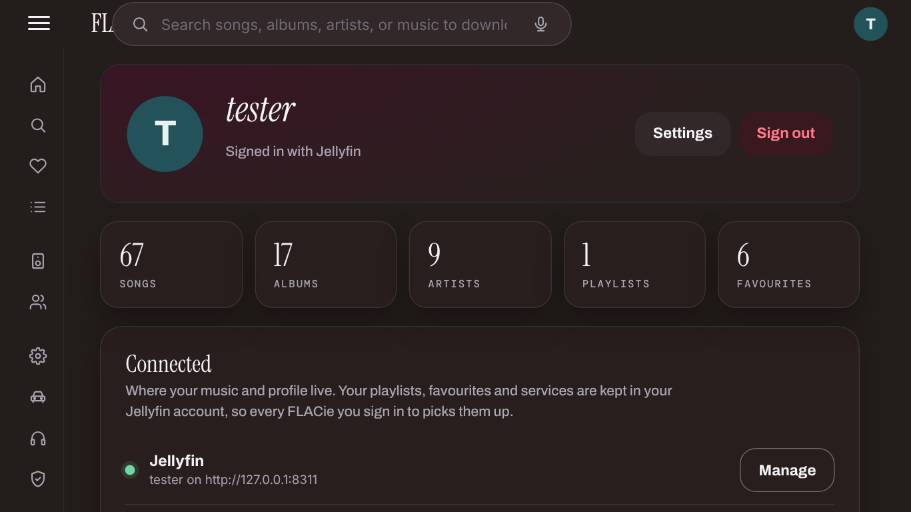 Search songs, albums, artists, or music to
T
T
tester
Signed in with Jellyfin
Settings
Sign out
67
SONGS
17
ALBUMS
9
ARTISTS
1
PLAYLISTS
6
FAVOURITES
Connected
Where your music and profile live. Your playlists, favourites and services are kept in your
Jellyfin account, so every FLACie you sign in to picks them up.
Jellyfin
tester on http://127.0.0.1:8311
Manage